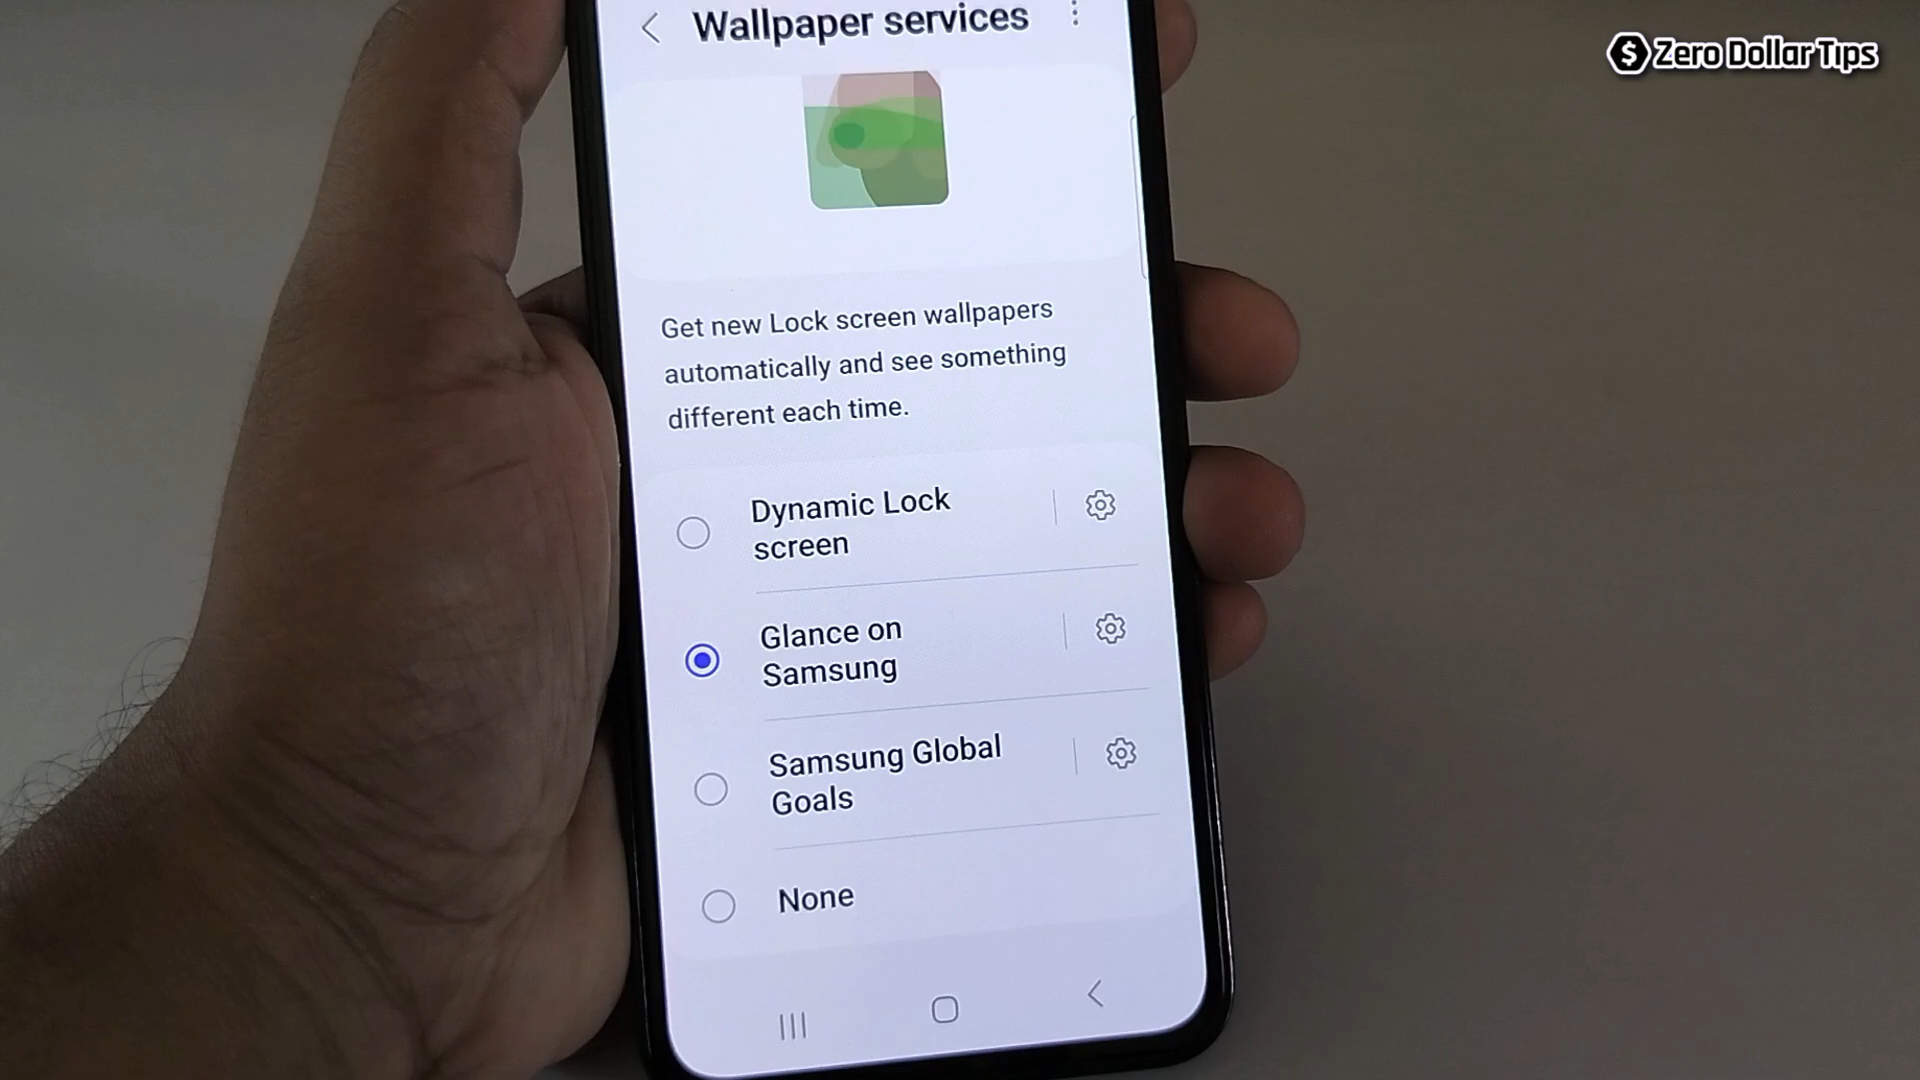 Wallpaper services
Zero Dollar Tips
Get new Lock screen wallpapers
automatically and see something
different each time.
Dynamic Lock
screen
Glance on
Samsung
Samsung Global
Goals
None